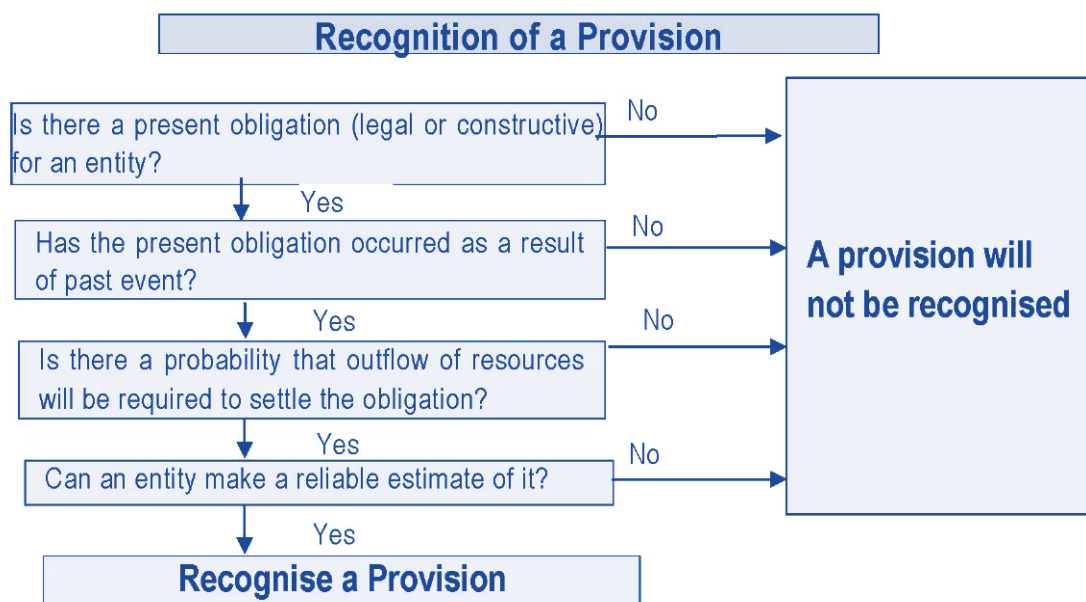 Recognition of a Provision
Is there a present obligation (legal or constructive)
for an entity?
No
Yes
Has the present obligation occurred as a result
of past event?
No
Yes
Is there a probability that outflow of resources
will be required to settle the obligation?
No
Yes
Can an entity make a reliable estimate of it?
No
Yes
Recognise a Provision
A provision will
not be recognised